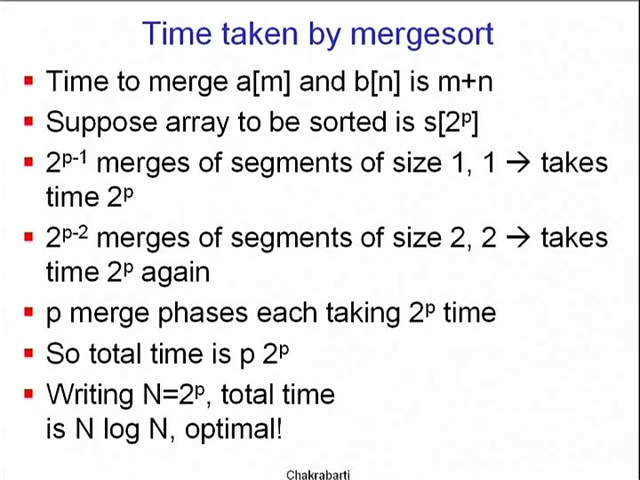 Time taken by mergesort
▪ Time to merge a[m] and b[n] is m+n
▪ Suppose array to be sorted is s[2ᵖ]
▪ 2ᵖ⁻¹ merges of segments of size 1, 1 → takes
time 2ᵖ
▪ 2ᵖ⁻² merges of segments of size 2, 2 → takes
time 2ᵖ again
▪ p merge phases each taking 2ᵖ time
▪ So total time is p 2ᵖ
▪ Writing N=2ᵖ, total time
is N log N, optimal!
Chakrabarti